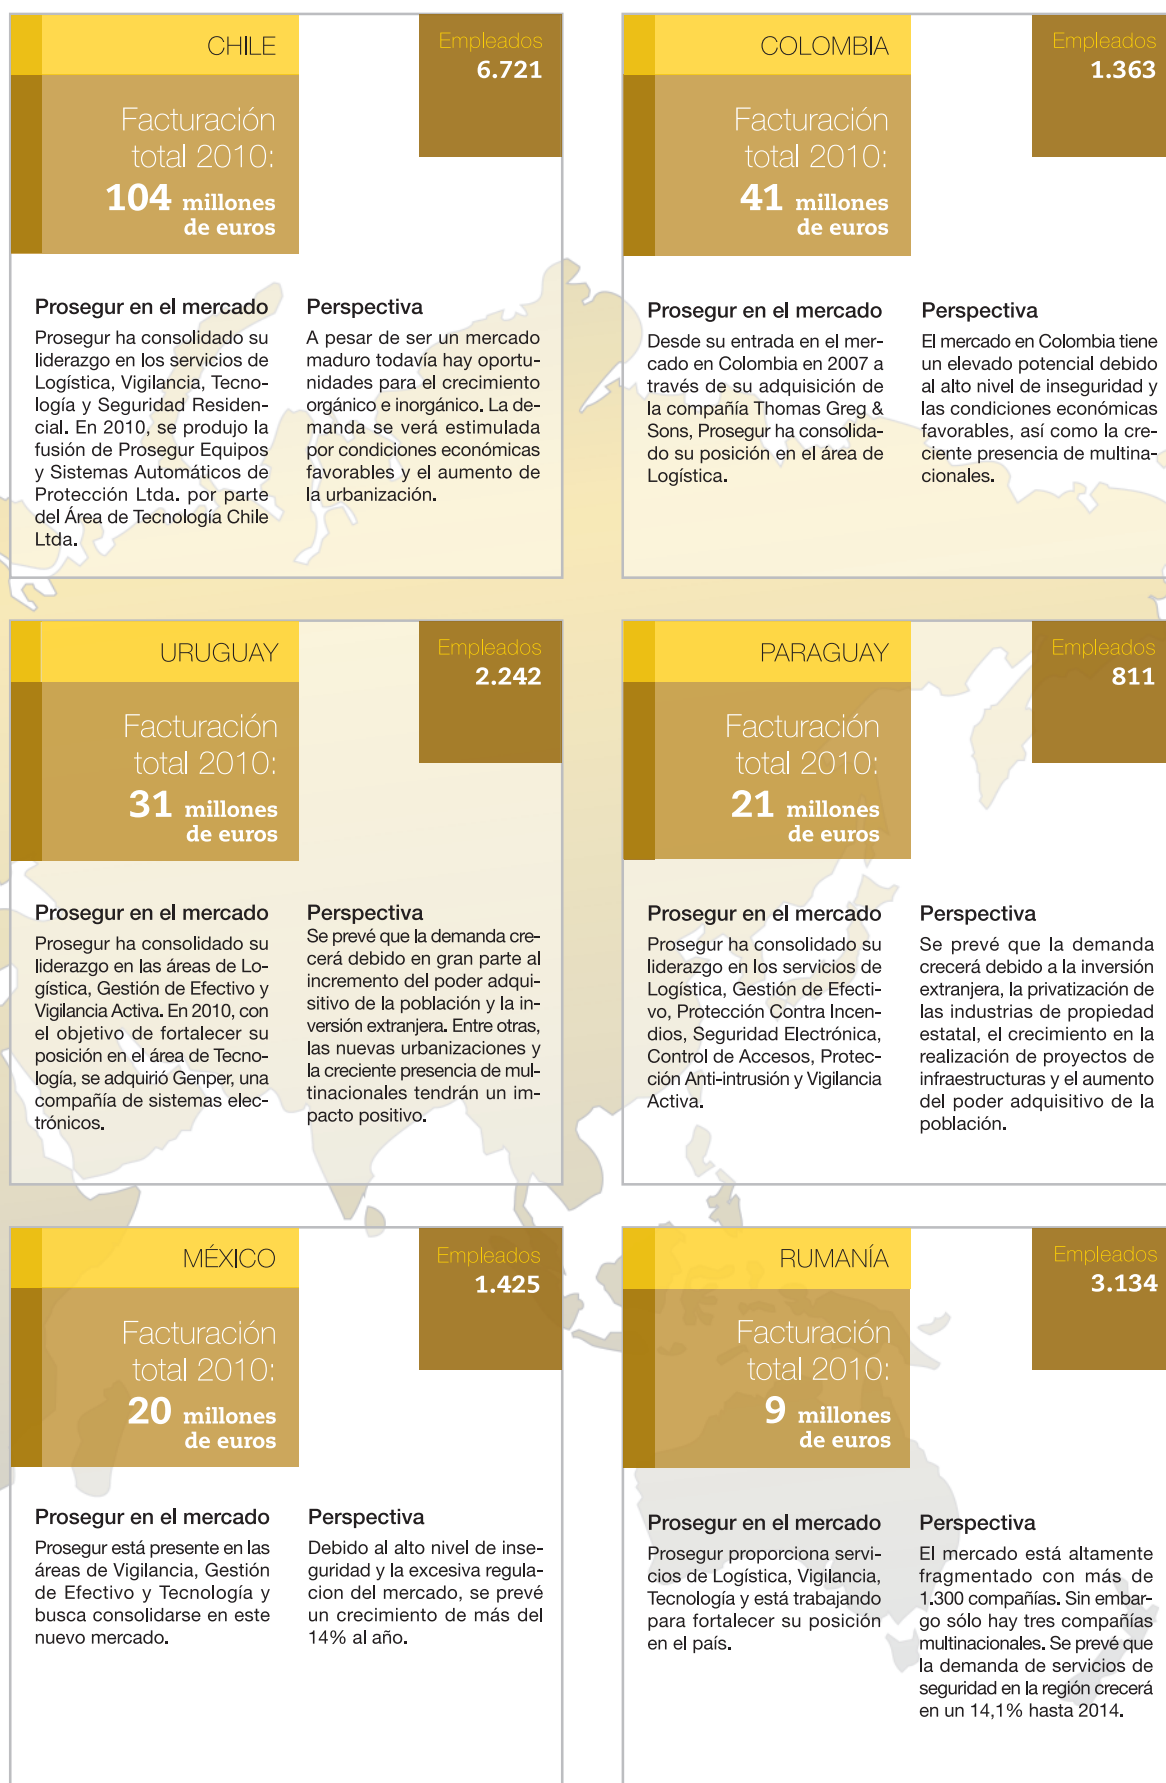 CHILE
Empleados
6.721
Facturación
total 2010:
104 millones
de euros
Prosegur en el mercado
Prosegur ha consolidado su
liderazgo en los servicios de
Logística, Vigilancia, Tecno-
logía y Seguridad Residen-
cial. En 2010, se produjo la
fusión de Prosegur Equipos
y Sistemas Automáticos de
Protección Ltda. por parte
del Área de Tecnología Chile
Ltda.
Perspectiva
A pesar de ser un mercado
maduro todavía hay oportu-
nidades para el crecimiento
orgánico e inorgánico. La de-
manda se verá estimulada
por condiciones económicas
favorables y el aumento de
la urbanización.
COLOMBIA
Empleados
1.363
Facturación
total 2010:
41 millones
de euros
Prosegur en el mercado
Desde su entrada en el mer-
cado en Colombia en 2007 a
través de su adquisición de
la compañía Thomas Greg &
Sons, Prosegur ha consolida-
do su posición en el área de
Logística.
Perspectiva
El mercado en Colombia tiene
un elevado potencial debido
al alto nivel de inseguridad y
las condiciones económicas
favorables, así como la cre-
ciente presencia de multina-
cionales.
URUGUAY
Empleados
2.242
Facturación
total 2010:
31 millones
de euros
Prosegur en el mercado
Prosegur ha consolidado su
liderazgo en las áreas de Lo-
gística, Gestión de Efectivo y
Vigilancia Activa. En 2010, con
el objetivo de fortalecer su
posición en el área de Tecno-
logía, se adquirió Genper, una
compañía de sistemas elec-
trónicos.
Perspectiva
Se prevé que la demanda cre-
cerá debido en gran parte al
incremento del poder adqui-
sitivo de la población y la in-
versión extranjera. Entre otras,
las nuevas urbanizaciones y
la creciente presencia de mul-
tinacionales tendrán un im-
pacto positivo.
PARAGUAY
Empleados
811
Facturación
total 2010:
21 millones
de euros
Prosegur en el mercado
Prosegur ha consolidado su
liderazgo en los servicios de
Logística, Gestión de Efecti-
vo, Protección Contra Incen-
dios, Seguridad Electrónica,
Control de Accesos, Protec-
ción Anti-intrusión y Vigilancia
Activa.
Perspectiva
Se prevé que la demanda
crecerá debido a la inversión
extranjera, la privatización de
las industrias de propiedad
estatal, el crecimiento en la
realización de proyectos de
infraestructuras y el aumento
del poder adquisitivo de la
población.
MÉXICO
Empleados
1.425
Facturación
total 2010:
20 millones
de euros
Prosegur en el mercado
Prosegur está presente en las
áreas de Vigilancia, Gestión
de Efectivo y Tecnología y
busca consolidarse en este
nuevo mercado.
Perspectiva
Debido al alto nivel de inse-
guridad y la excesiva regula-
cion del mercado, se prevé
un crecimiento de más del
14% al año.
RUMANÍA
Empleados
3.134
Facturación
total 2010:
9 millones
de euros
Prosegur en el mercado
Prosegur proporciona servi-
cios de Logística, Vigilancia,
Tecnología y está trabajando
para fortalecer su posición
en el país.
Perspectiva
El mercado está altamente
fragmentado con más de
1.300 compañías. Sin embar-
go sólo hay tres compañías
multinacionales. Se prevé que
la demanda de servicios de
seguridad en la región crecerá
en un 14,1% hasta 2014.